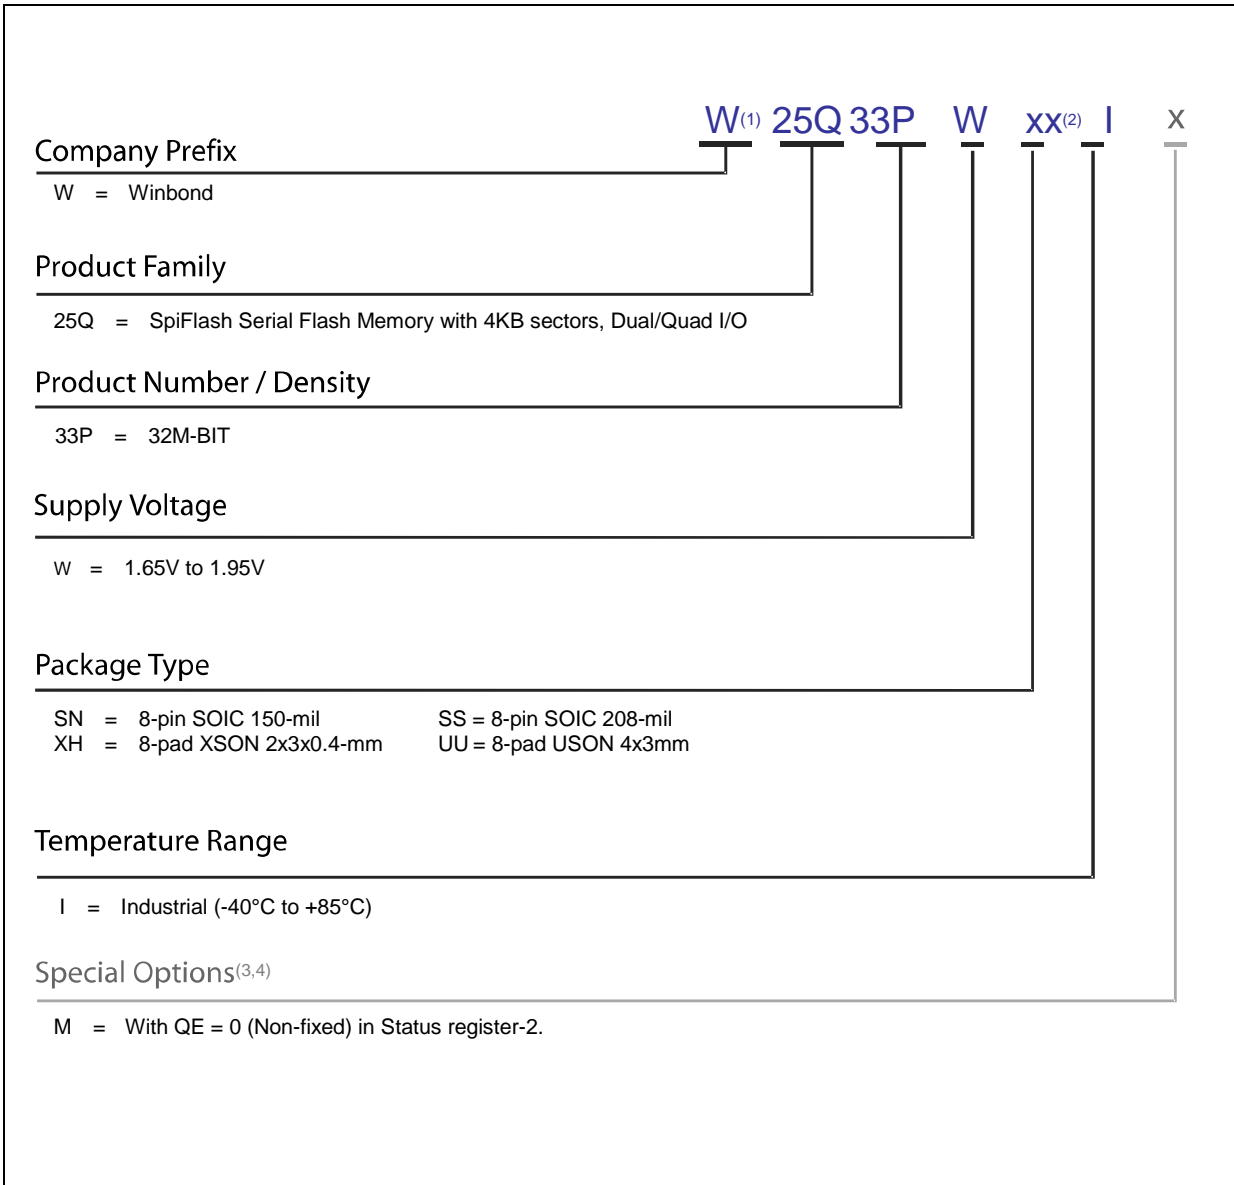 W(1) 25Q 33P W xx(2) I x
Company Prefix
W = Winbond
Product Family
25Q = SpiFlash Serial Flash Memory with 4KB sectors, Dual/Quad I/O
Product Number / Density
33P = 32M-BIT
Supply Voltage
W = 1.65V to 1.95V
Package Type
SN = 8-pin SOIC 150-mil SS = 8-pin SOIC 208-mil
XH = 8-pad XSON 2x3x0.4-mm UU = 8-pad USON 4x3mm
Temperature Range
I = Industrial (-40°C to +85°C)
Special Options(3,4)
M = With QE = 0 (Non-fixed) in Status register-2.